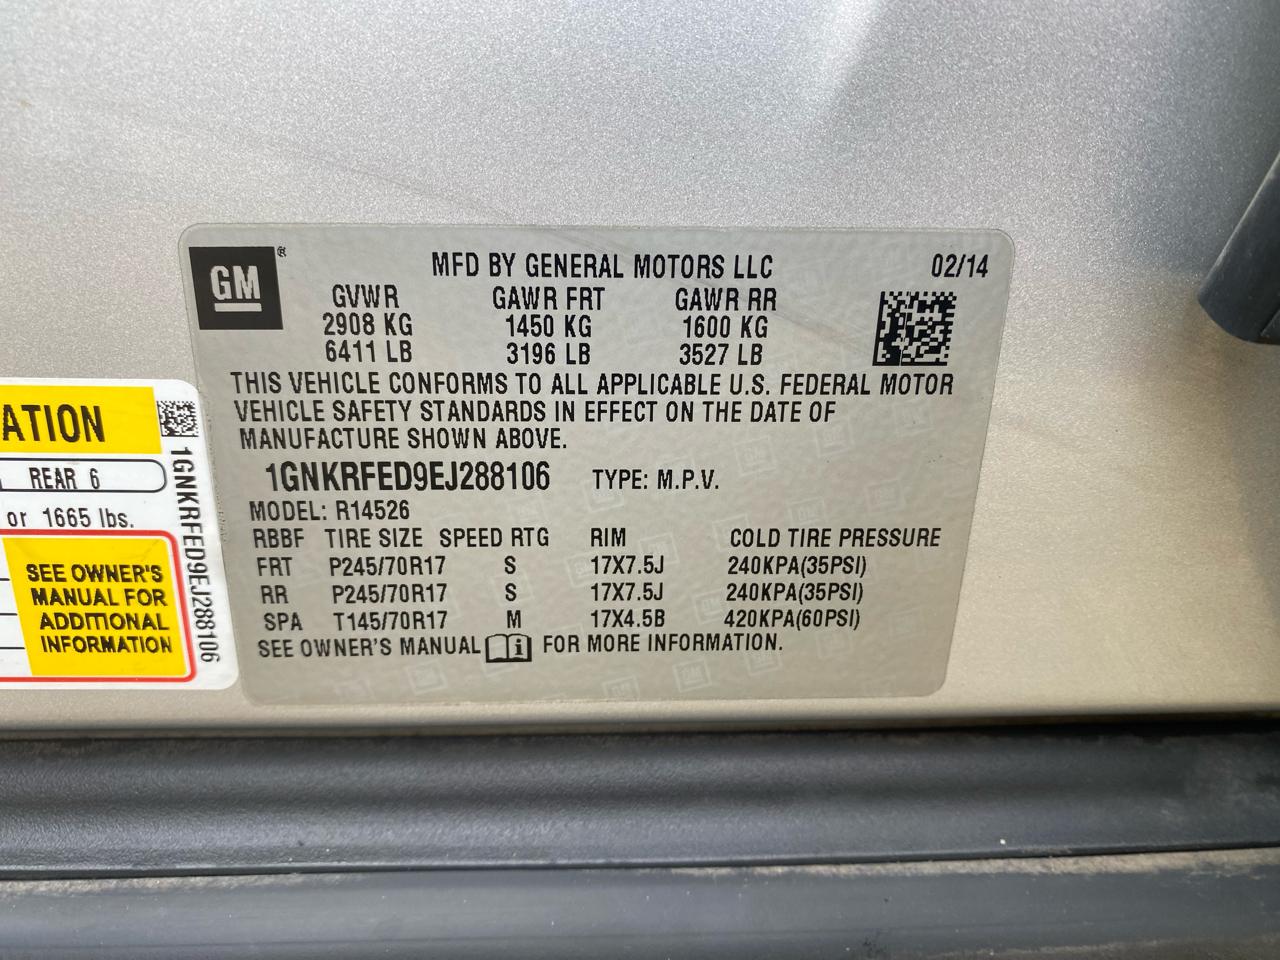 GM®
MFD BY GENERAL MOTORS LLC 02/14
GVWR GAWR FRT GAWR RR
2908 KG 1450 KG 1600 KG
6411 LB 3196 LB 3527 LB
THIS VEHICLE CONFORMS TO ALL APPLICABLE U.S. FEDERAL MOTOR
VEHICLE SAFETY STANDARDS IN EFFECT ON THE DATE OF
MANUFACTURE SHOWN ABOVE.
1GNKRFED9EJ288106 TYPE: M.P.V.
MODEL: R14526
RBBF TIRE SIZE SPEED RTG RIM COLD TIRE PRESSURE
FRT P245/70R17 S 17X7.5J 240KPA(35PSI)
RR P245/70R17 S 17X7.5J 240KPA(35PSI)
SPA T145/70R17 M 17X4.5B 420KPA(60PSI)
SEE OWNER'S MANUAL i FOR MORE INFORMATION.
ATION
REAR 6
or 1665 lbs.
SEE OWNER'S
MANUAL FOR
ADDITIONAL
INFORMATION
1GNKRFED9EJ288106